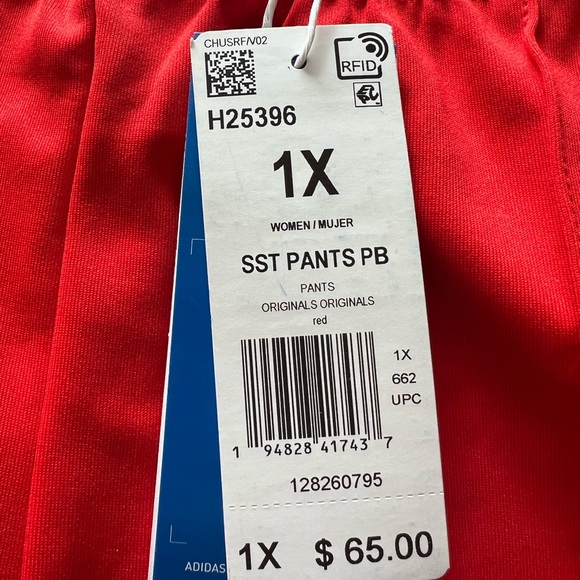 CHUSRF/V02
RFID
H25396
1X
WOMEN / MUJER
SST PANTS PB
PANTS
ORIGINALS ORIGINALS
red
1X
662
UPC
1 94828 41743 7
128260795
1X $ 65.00
ADIDAS